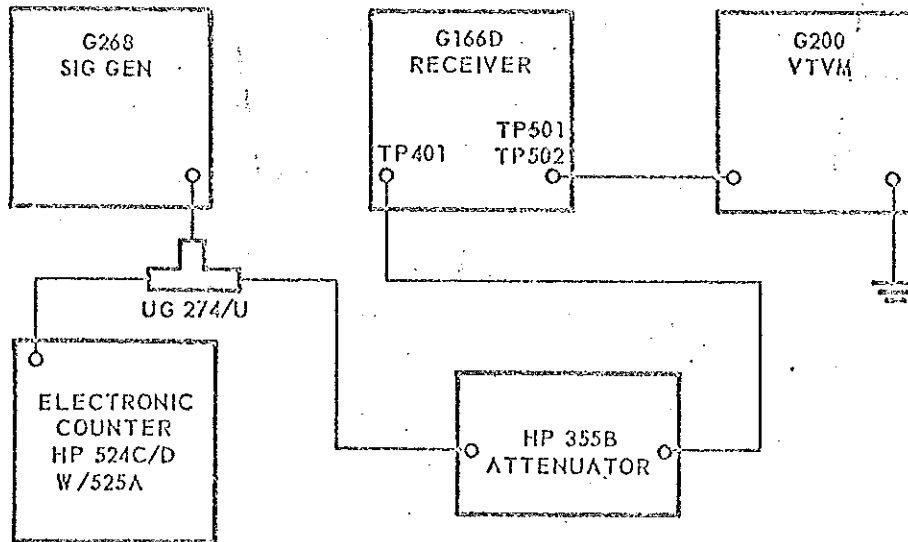 G268
SIG GEN
G166D
RECEIVER
G200
VTVM
TP501
TP401
TP502
UG 274/U
ELECTRONIC
COUNTER
HP 524C/D
W/525A
HP 355B
ATTENUATOR